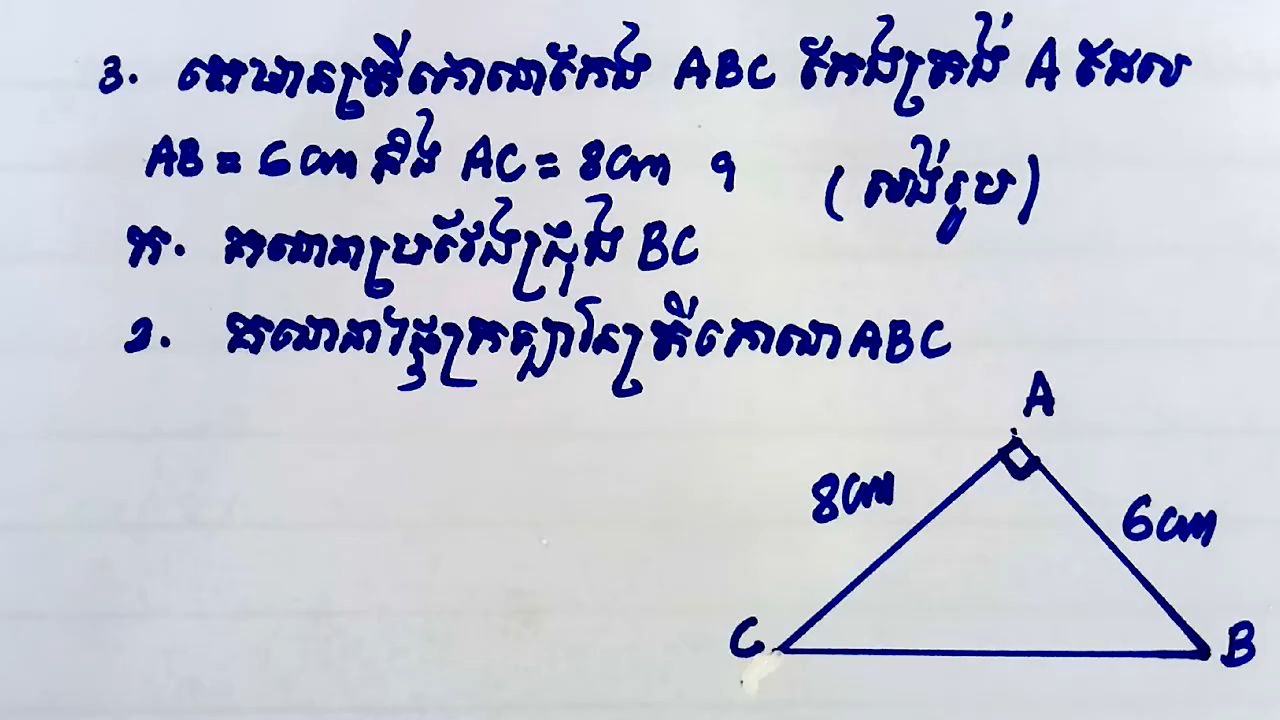 3. គេមានត្រីកោណកែង ABC កែងត្រង់ A ដែល
AB = 6cm និង AC = 8cm ។ (សង់រូប)
ក. គណនាប្រវែងជ្រុង BC
ខ. គណនាផ្ទៃក្រឡានៃត្រីកោណ ABC
A
8cm
6cm
C
B